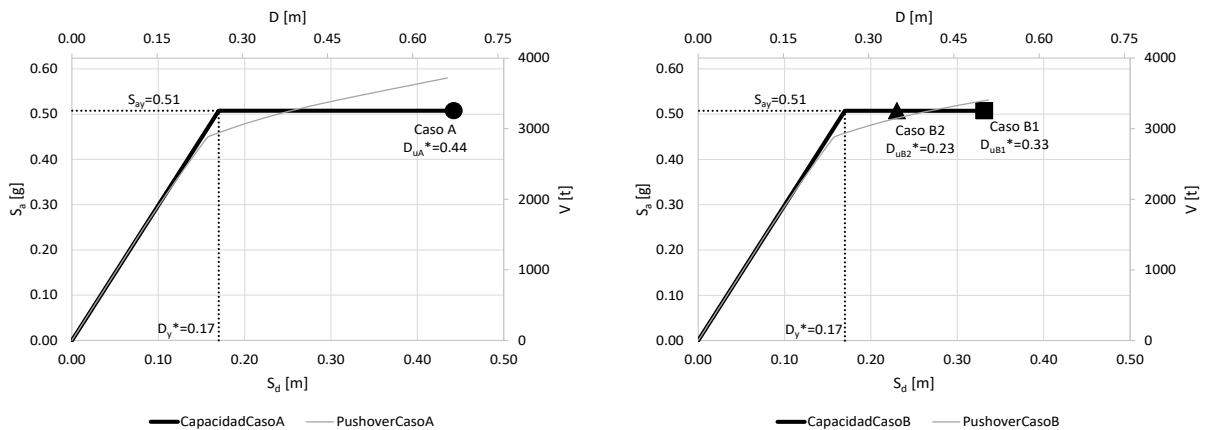 D [m]
0.00 0.15 0.30 0.45 0.60 0.75
0.60
0.50
0.40
0.30
0.20
0.10
0.00
S_a [g]
4000
3000
2000
1000
0
V [t]
S_ay=0.51
Caso A
D_uA*=0.44
D_y*=0.17
0.00 0.10 0.20 0.30 0.40 0.50
S_d [m]
CapacidadCasoA PushoverCasoA
D [m]
0.00 0.15 0.30 0.45 0.60 0.75
0.60
0.50
0.40
0.30
0.20
0.10
0.00
S_a [g]
4000
3000
2000
1000
0
V [t]
S_ay=0.51
Caso B2
D_uB2*=0.23
Caso B1
D_uB1*=0.33
D_y*=0.17
0.00 0.10 0.20 0.30 0.40 0.50
S_d [m]
CapacidadCasoB PushoverCasoB